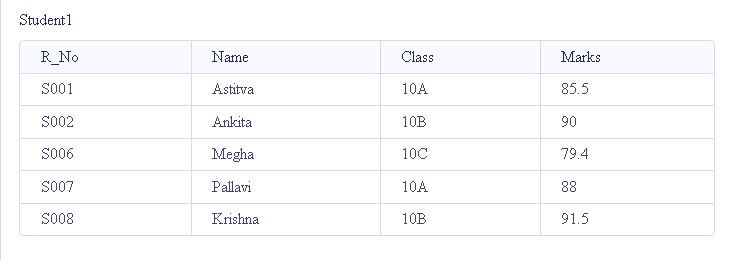 Student1
R_No Name Class Marks
S001 Astitva 10A 85.5
S002 Ankita 10B 90
S006 Megha 10C 79.4
S007 Pallavi 10A 88
S008 Krishna 10B 91.5